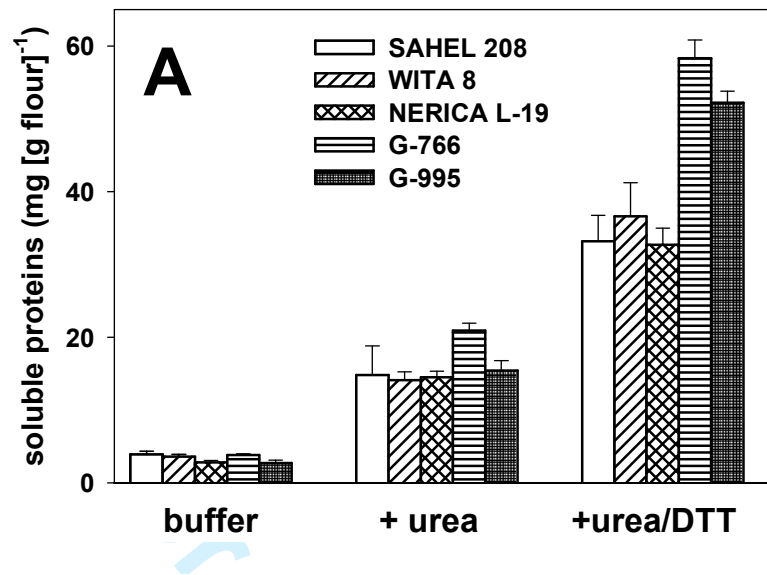 A
SAHEL 208
WITA 8
NERICA L-19
G-766
G-995
soluble proteins (mg [g flour]⁻¹)
60
40
20
0
buffer
+ urea
+urea/DTT